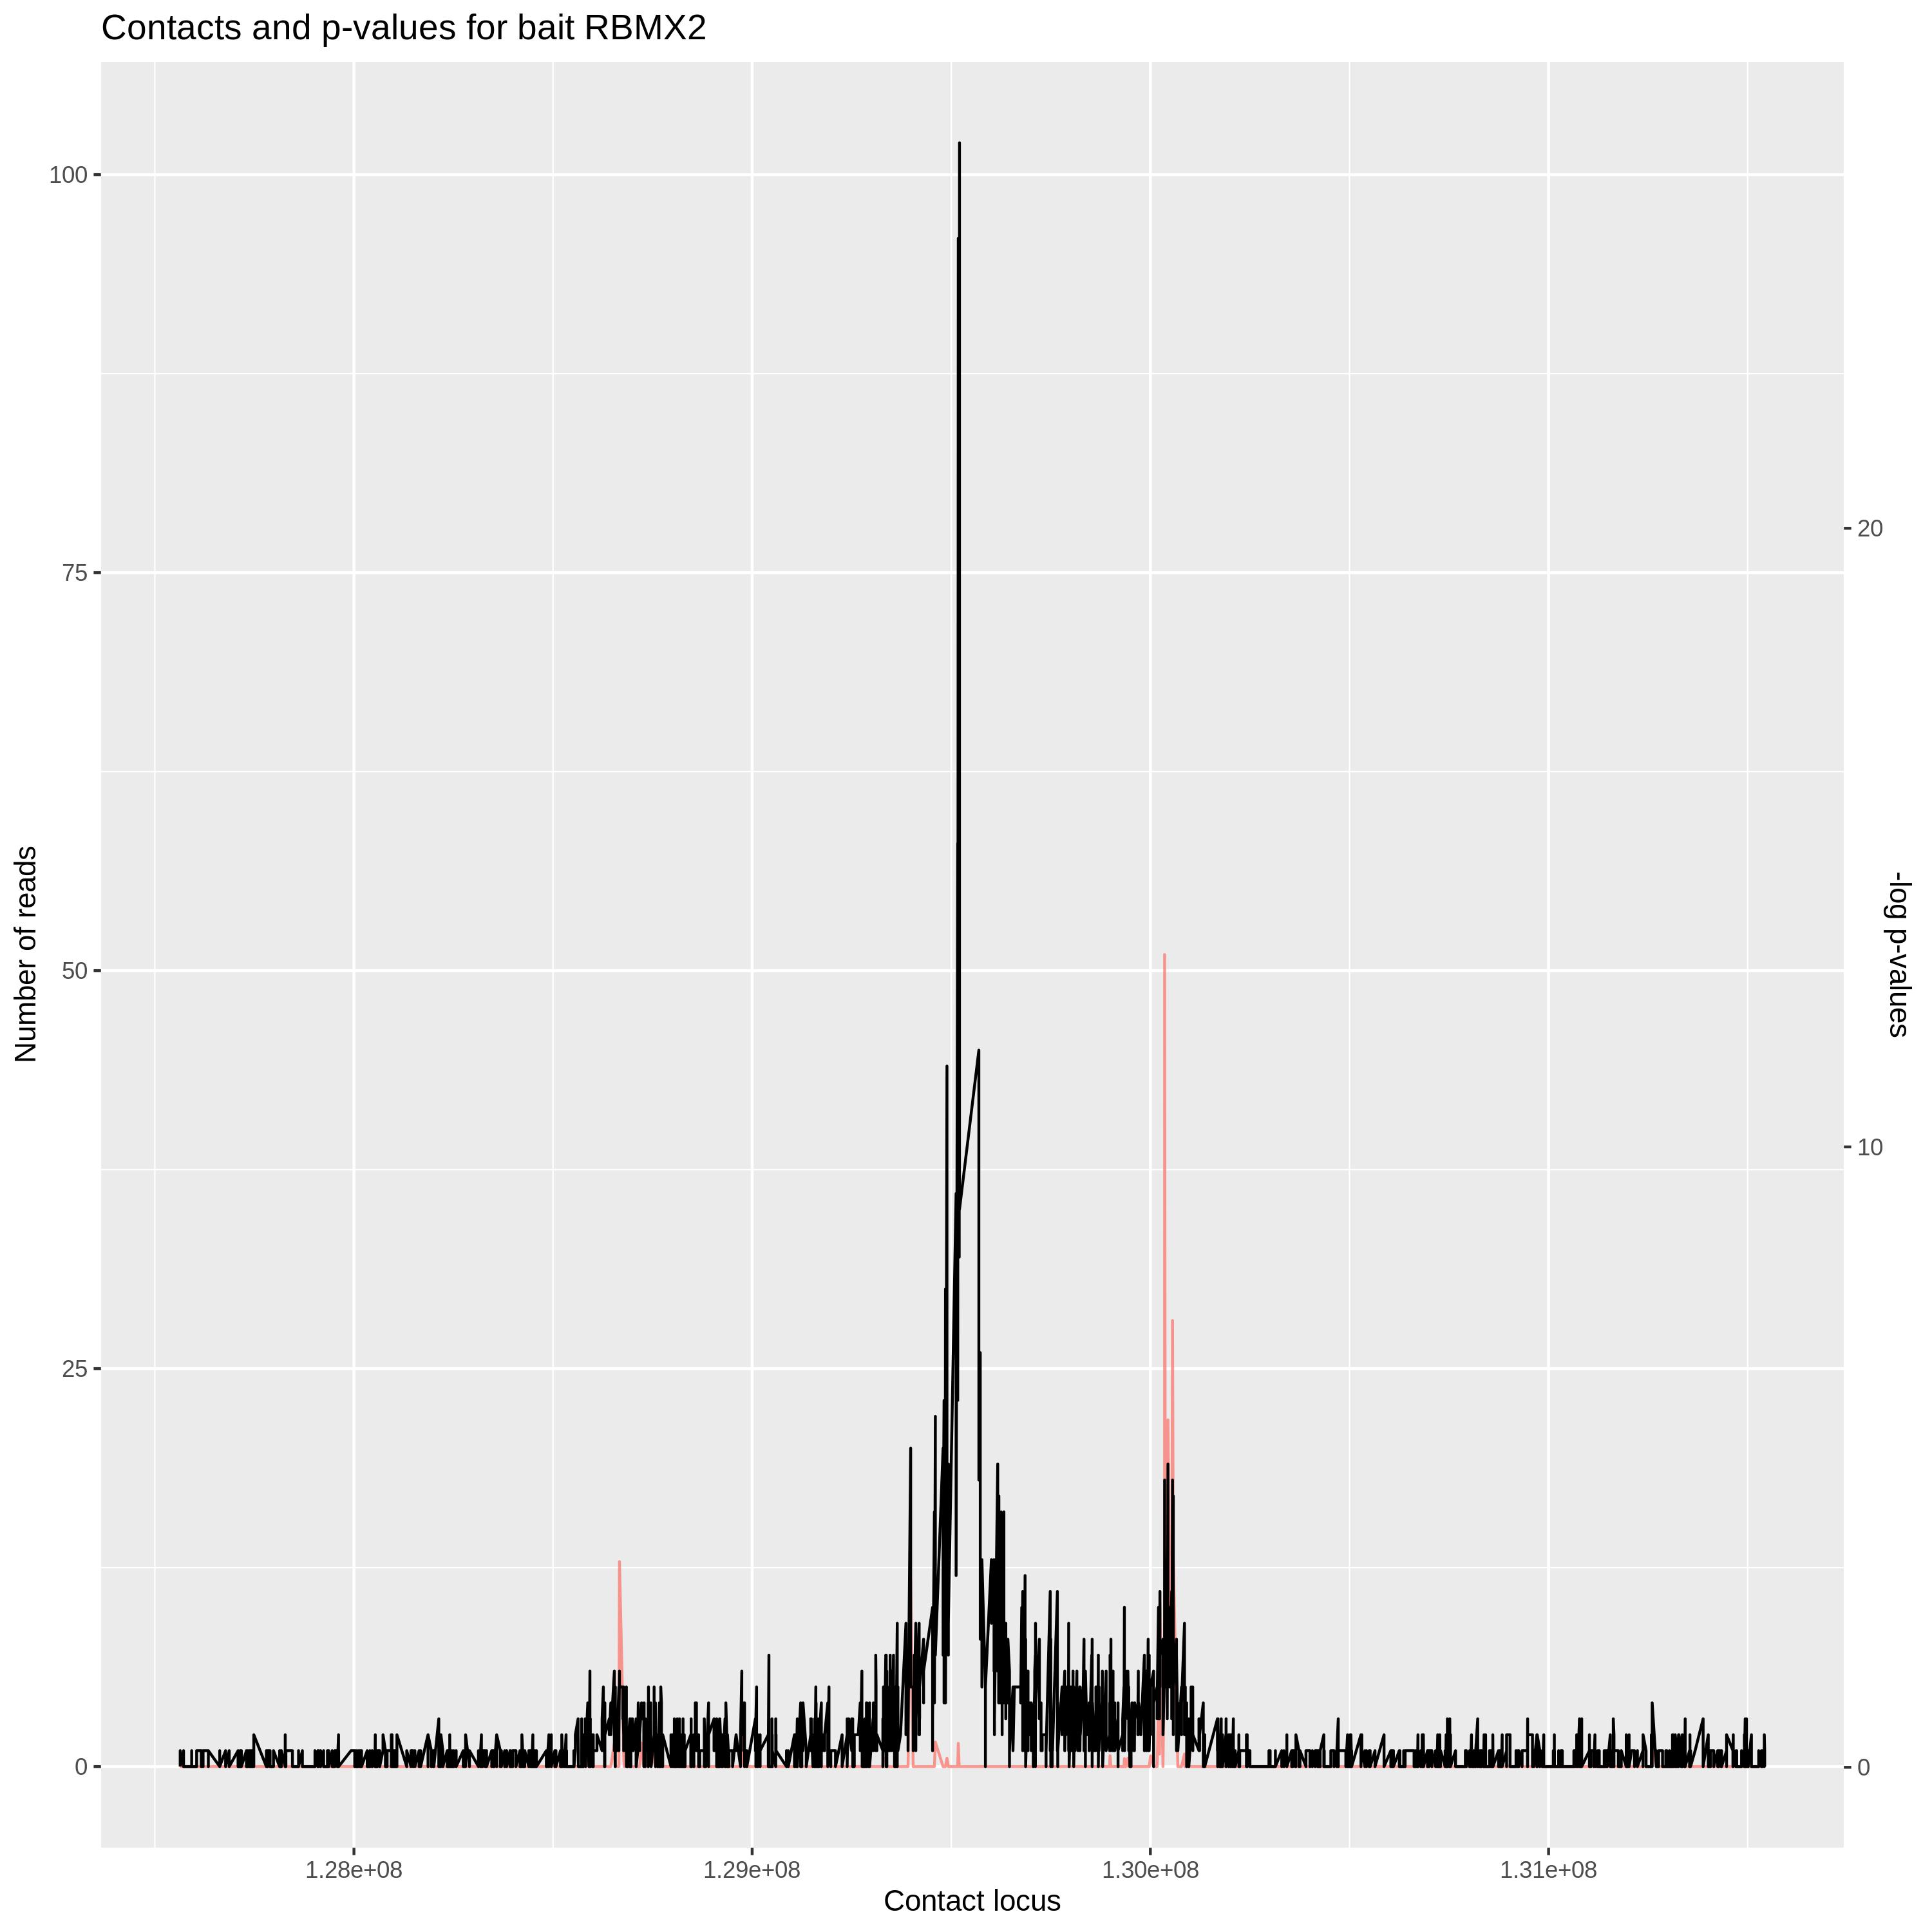 Contacts and p-values for bait RBMX2
100
75
50
25
0
Number of reads
20
10
0
-log p-values
1.28e+08
1.29e+08
1.30e+08
1.31e+08
Contact locus